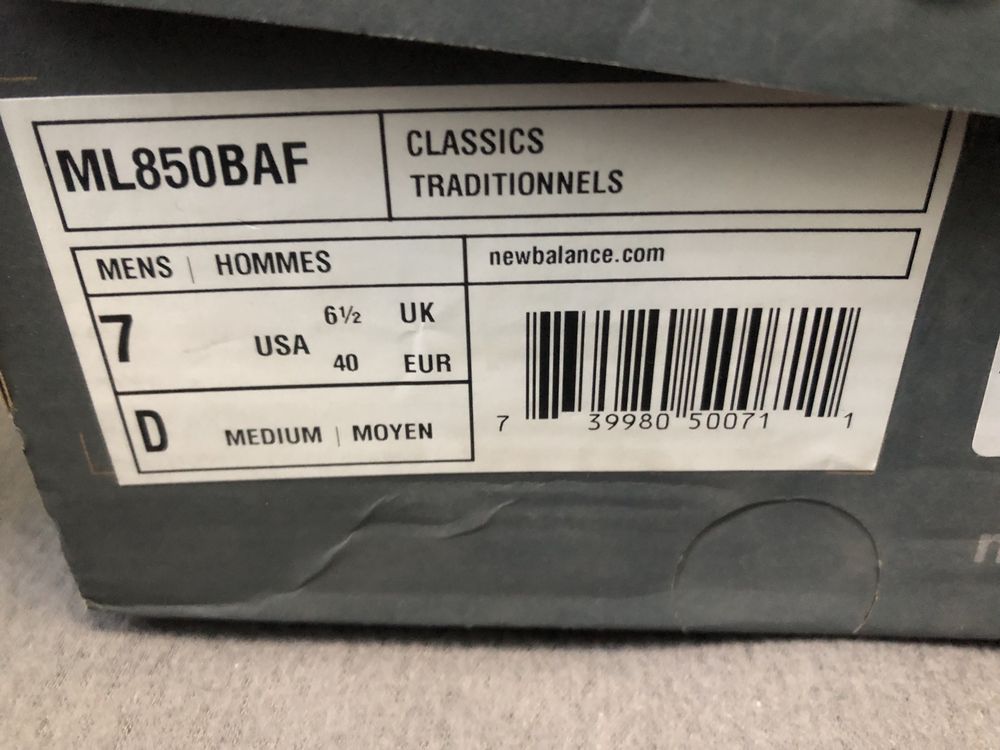 ML850BAF
CLASSICS
TRADITIONNELS
MENS | HOMMES
newbalance.com
7 USA 6½ UK
40 EUR
D MEDIUM | MOYEN
7 39980 50071 1